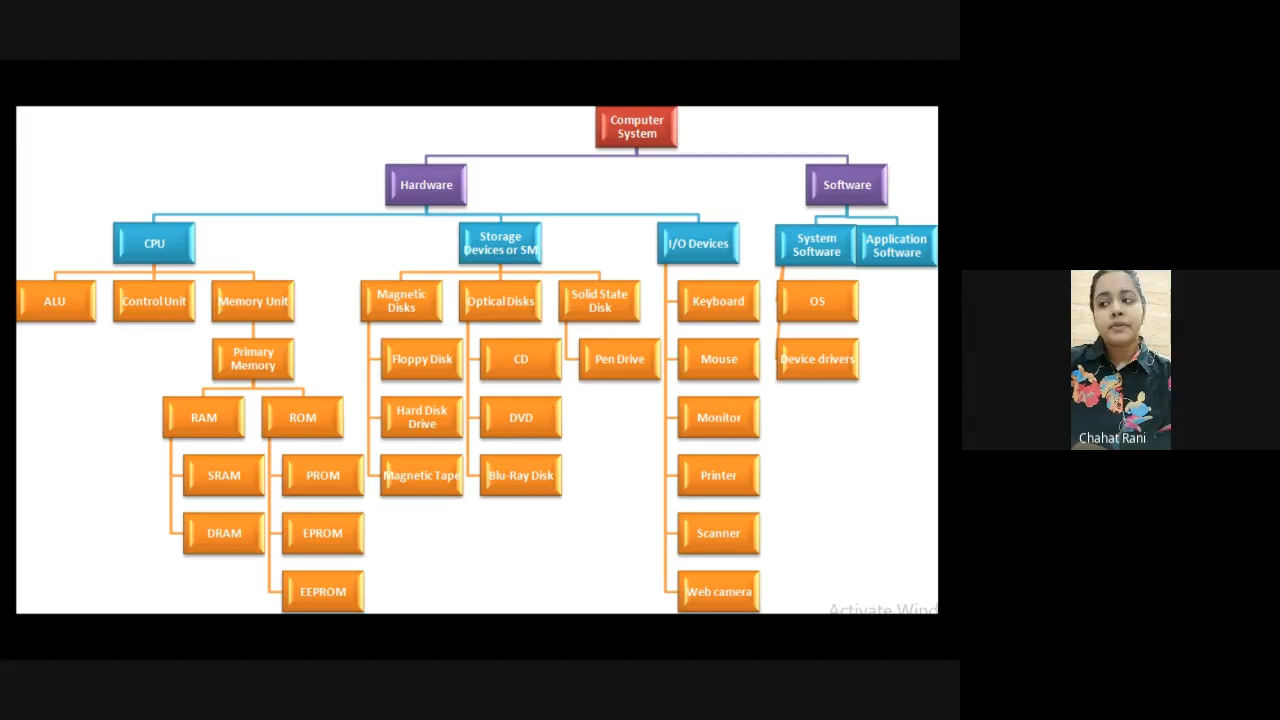 Computer
System
Hardware
Software
CPU
Storage
Devices or SM
I/O Devices
System
Software
Application
Software
ALU
Control Unit
Memory Unit
Magnetic
Disks
Optical Disks
Solid State
Disk
Keyboard
OS
Primary
Memory
Floppy Disk
CD
Pen Drive
Mouse
Device drivers
RAM
ROM
Hard Disk
Drive
DVD
Monitor
SRAM
PROM
Magnetic Tape
Blu-Ray Disk
Printer
DRAM
EPROM
Scanner
EEPROM
Web camera
Activate Wind
Chahat Rani